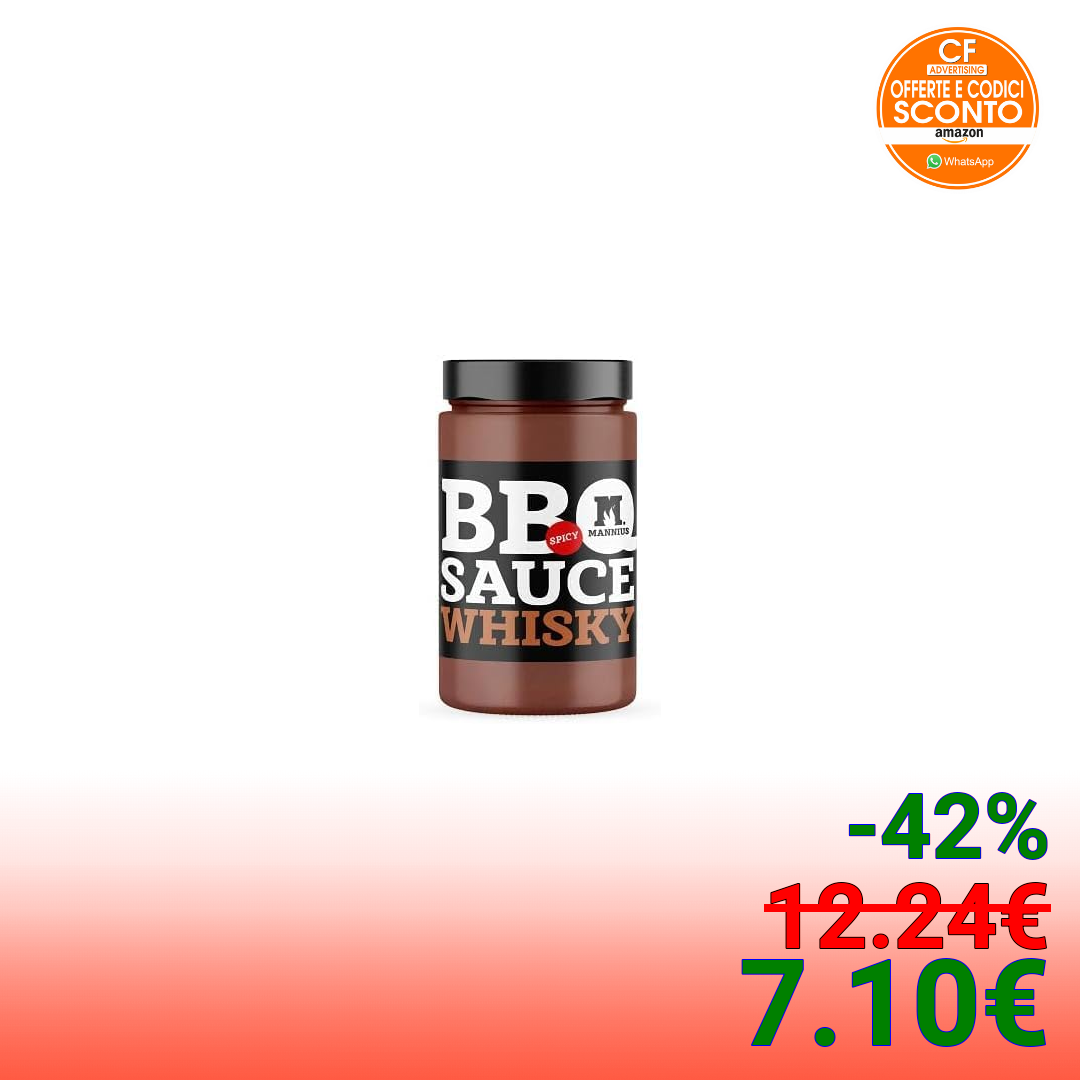 CF
ADVERTISING
OFFERTE E CODICI
SCONTO
amazon
WhatsApp
BBQ
M.
MANNIUS
SPICY
SAUCE
WHISKY
-42%
12.24€
7.10€